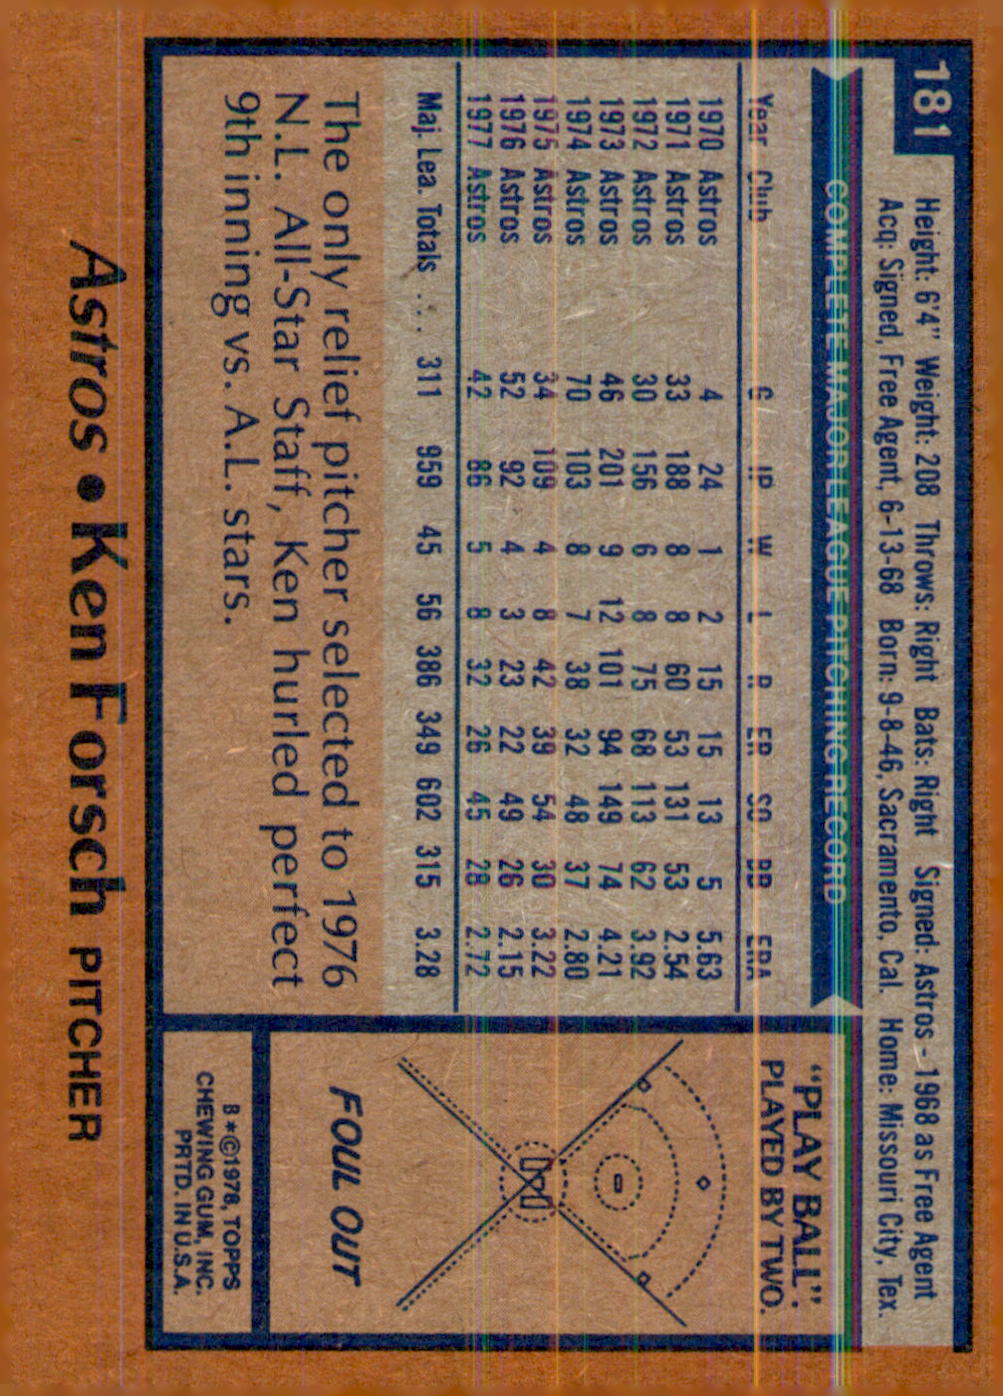 181
Height: 6'4" Weight: 208 Throws: Right Bats: Right Signed: Astros - 1968 as Free Agent
Acq: Signed, Free Agent, 6-13-68 Born: 9-8-46, Sacramento, Cal. Home: Missouri City, Tex.
COMPLETE MAJOR LEAGUE PITCHING RECORD
Year Club G IP W L R ER SO BB ERA
1970 Astros 4 24 1 2 15 15 13 5 5.63
1971 Astros 33 188 8 8 60 53 131 53 2.54
1972 Astros 30 156 6 8 75 68 113 62 3.92
1973 Astros 46 201 9 12 101 94 149 74 4.21
1974 Astros 70 103 8 7 38 32 48 37 2.80
1975 Astros 34 109 4 8 42 39 54 30 3.22
1976 Astros 52 92 4 3 23 22 49 26 2.15
1977 Astros 42 86 5 8 32 26 45 28 2.72
Maj. Lea. Totals ... 311 959 45 56 386 349 602 315 3.28
The only relief pitcher selected to 1976
N.L. All-Star Staff, Ken hurled perfect
9th inning vs. A.L. stars.
"PLAY BALL":
PLAYED BY TWO.
FOUL OUT
B*©1978, TOPPS
CHEWING GUM, INC.
PRTD. IN U.S.A.
Astros • Ken Forsch PITCHER